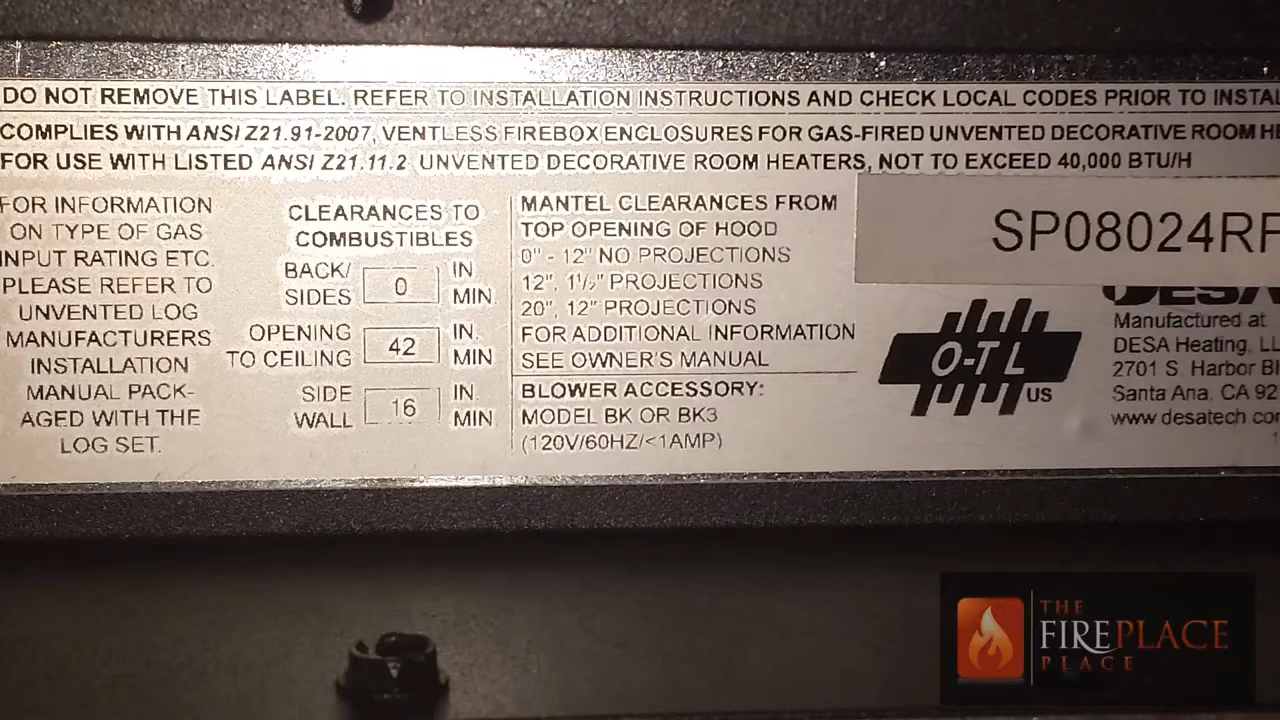 DO NOT REMOVE THIS LABEL. REFER TO INSTALLATION INSTRUCTIONS AND CHECK LOCAL CODES PRIOR TO
COMPLIES WITH ANSI Z21.91-2007, VENTLESS FIREBOX ENCLOSURES FOR GAS-FIRED UNVENTED DECORATIVE ROOM
FOR USE WITH LISTED ANSI Z21.11.2 UNVENTED DECORATIVE ROOM HEATERS, NOT TO EXCEED 40,000 BTU/H
FOR INFORMATION
ON TYPE OF GAS
INPUT RATING ETC.
PLEASE REFER TO
UNVENTED LOG
MANUFACTURERS
INSTALLATION
MANUAL PACK-
AGED WITH THE
LOG SET.
CLEARANCES TO
COMBUSTIBLES
BACK/
SIDES 0 IN. MIN
OPENING
TO CEILING 42 IN. MIN
SIDE
WALL 16 IN. MIN
MANTEL CLEARANCES FROM
TOP OPENING OF HOOD
0" - 12" NO PROJECTIONS
12", 1½" PROJECTIONS
20", 12" PROJECTIONS
FOR ADDITIONAL INFORMATION
SEE OWNER'S MANUAL
BLOWER ACCESSORY:
MODEL BK OR BK3
(120V/60HZ/<1AMP)
SP08024RF
O-TL
US
DESA
Manufactured at
DESA Heating,
2701 S. Harbor
Santa Ana, CA 92
www.desatech
THE
FIREPLACE
PLACE